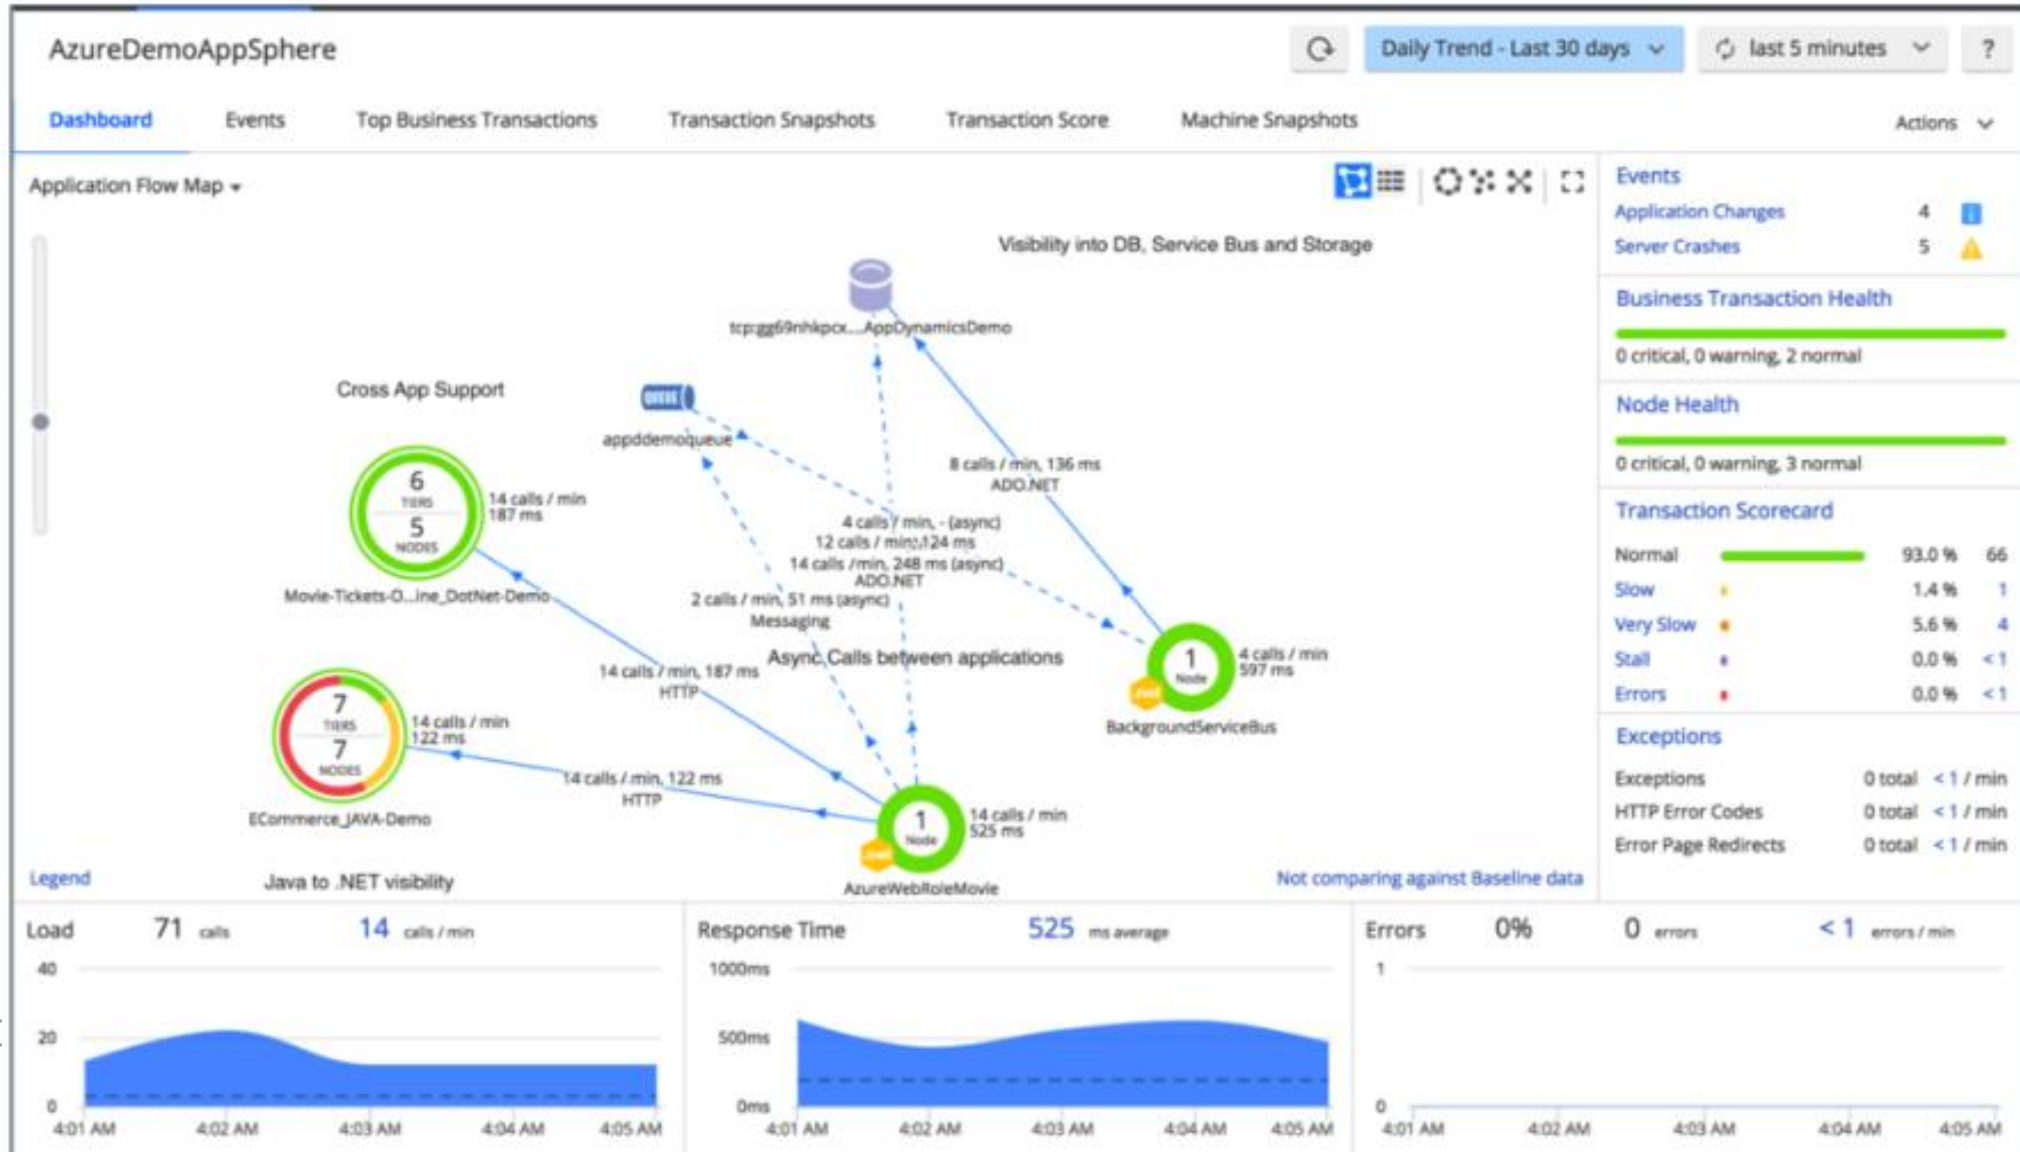 AzureDemoAppSphere
Daily Trend - Last 30 days
last 5 minutes
?
Dashboard Events Top Business Transactions Transaction Snapshots Transaction Score Machine Snapshots
Actions
Application Flow Map
Visibility into DB, Service Bus and Storage
tcp:gg69nhkpcx....AppDynamicsDemo
Cross App Support
appddemoqueue
8 calls / min, 136 ms
ADO.NET
6
TIERS
5
NODES
14 calls / min
187 ms
Movie-Tickets-O...ine_DotNet-Demo
4 calls / min, - (async)
12 calls / min, 124 ms
14 calls /min, 248 ms (async)
ADO.NET
2 calls / min, 51 ms (async)
Messaging
Async Calls between applications
14 calls / min, 187 ms
HTTP
1
Node
4 calls / min
597 ms
BackgroundServiceBus
7
TIERS
7
NODES
14 calls / min
122 ms
ECommerce_JAVA-Demo
14 calls / min, 122 ms
HTTP
1
Node
14 calls / min
525 ms
AzureWebRoleMovie
Legend
Java to .NET visibility
Not comparing against Baseline data
Events
Application Changes 4
Server Crashes 5
Business Transaction Health
0 critical, 0 warning, 2 normal
Node Health
0 critical, 0 warning, 3 normal
Transaction Scorecard
Normal 93.0 % 66
Slow 1.4 % 1
Very Slow 5.6 % 4
Stall 0.0 % < 1
Errors 0.0 % < 1
Exceptions
Exceptions 0 total < 1 / min
HTTP Error Codes 0 total < 1 / min
Error Page Redirects 0 total < 1 / min
Load 71 calls 14 calls / min
40
20
0
4:01 AM 4:02 AM 4:03 AM 4:04 AM 4:05 AM
Response Time 525 ms average
1000ms
500ms
0ms
4:01 AM 4:02 AM 4:03 AM 4:04 AM 4:05 AM
Errors 0% 0 errors < 1 errors / min
1
0
4:01 AM 4:02 AM 4:03 AM 4:04 AM 4:05 AM